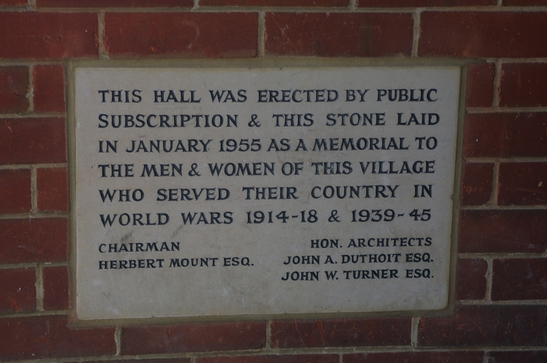 THIS HALL WAS ERECTED BY PUBLIC
SUBSCRIPTION & THIS STONE LAID
IN JANUARY 1955 AS A MEMORIAL TO
THE MEN & WOMEN OF THIS VILLAGE
WHO SERVED THEIR COUNTRY IN
WORLD WARS 1914-18 & 1939-45
CHAIRMAN
HERBERT MOUNT ESQ.
HON. ARCHITECTS
JOHN A. DUTHOIT ESQ.
JOHN W. TURNER ESQ.